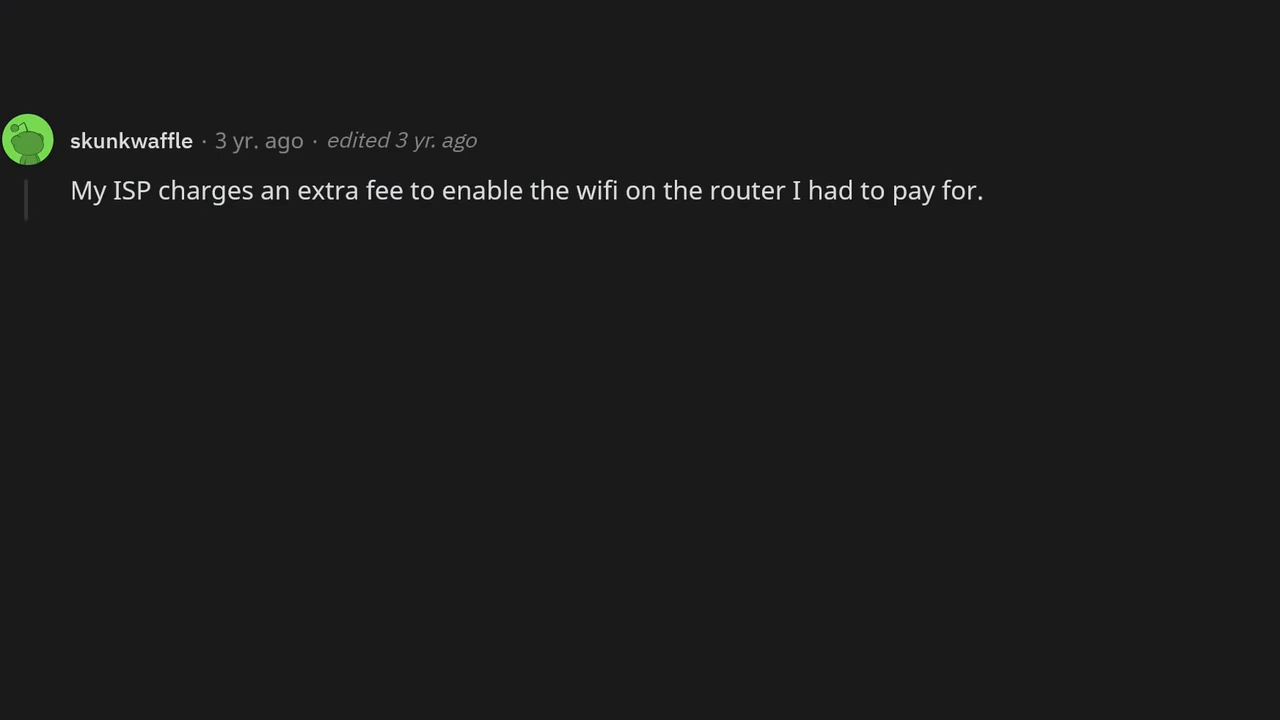 skunkwaffle · 3 yr. ago · edited 3 yr. ago
My ISP charges an extra fee to enable the wifi on the router I had to pay for.